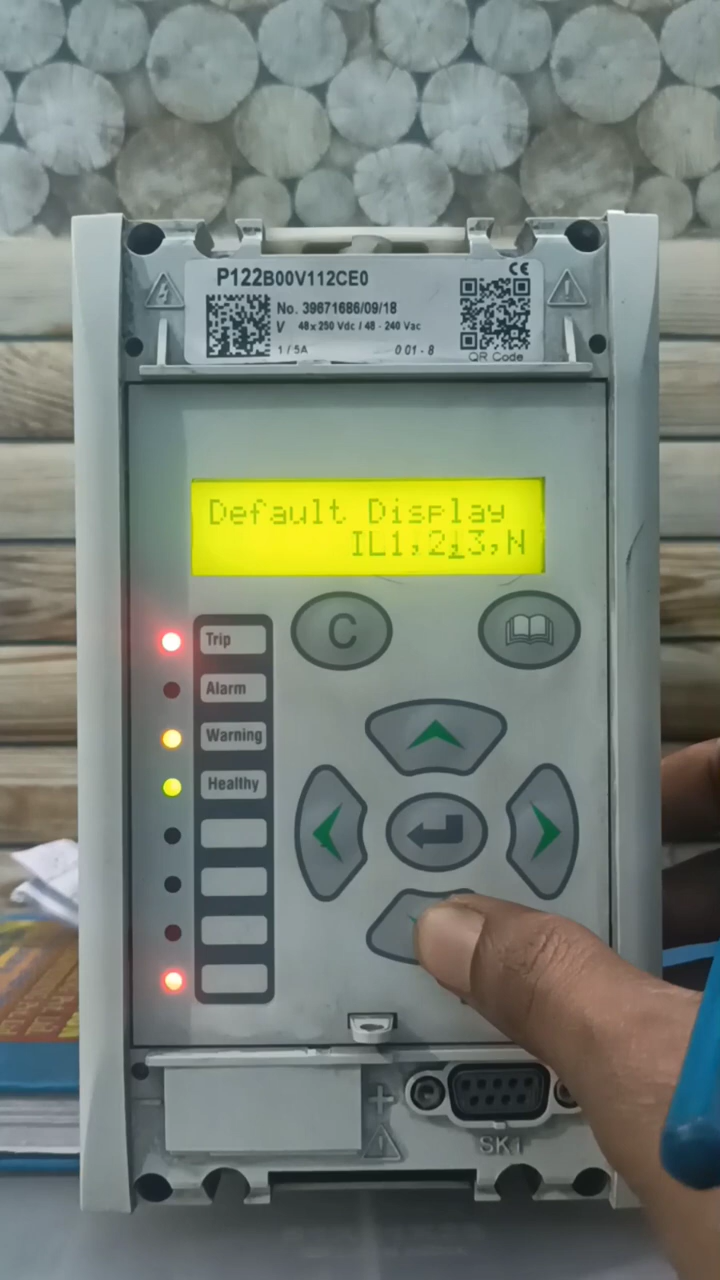 P122B00V112CE0
CE
No. 39671686/09/18
V 48 x 250 Vdc / 48 - 240 Vac
1 / 5A 0 01 - 8
QR Code
Default Display
IL1,2,3,N
C
Trip
Alarm
Warning
Healthy
SK1